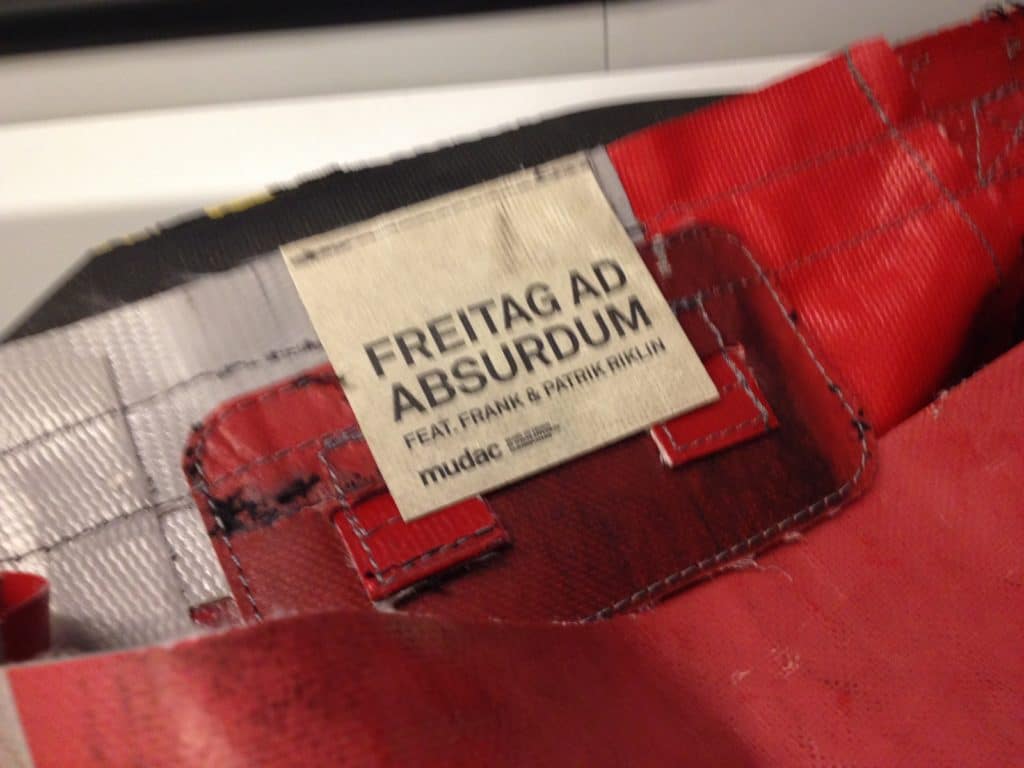 FREITAG AD
ABSURDUM
FEAT. FRANK & PATRIK RIKLIN
mudac